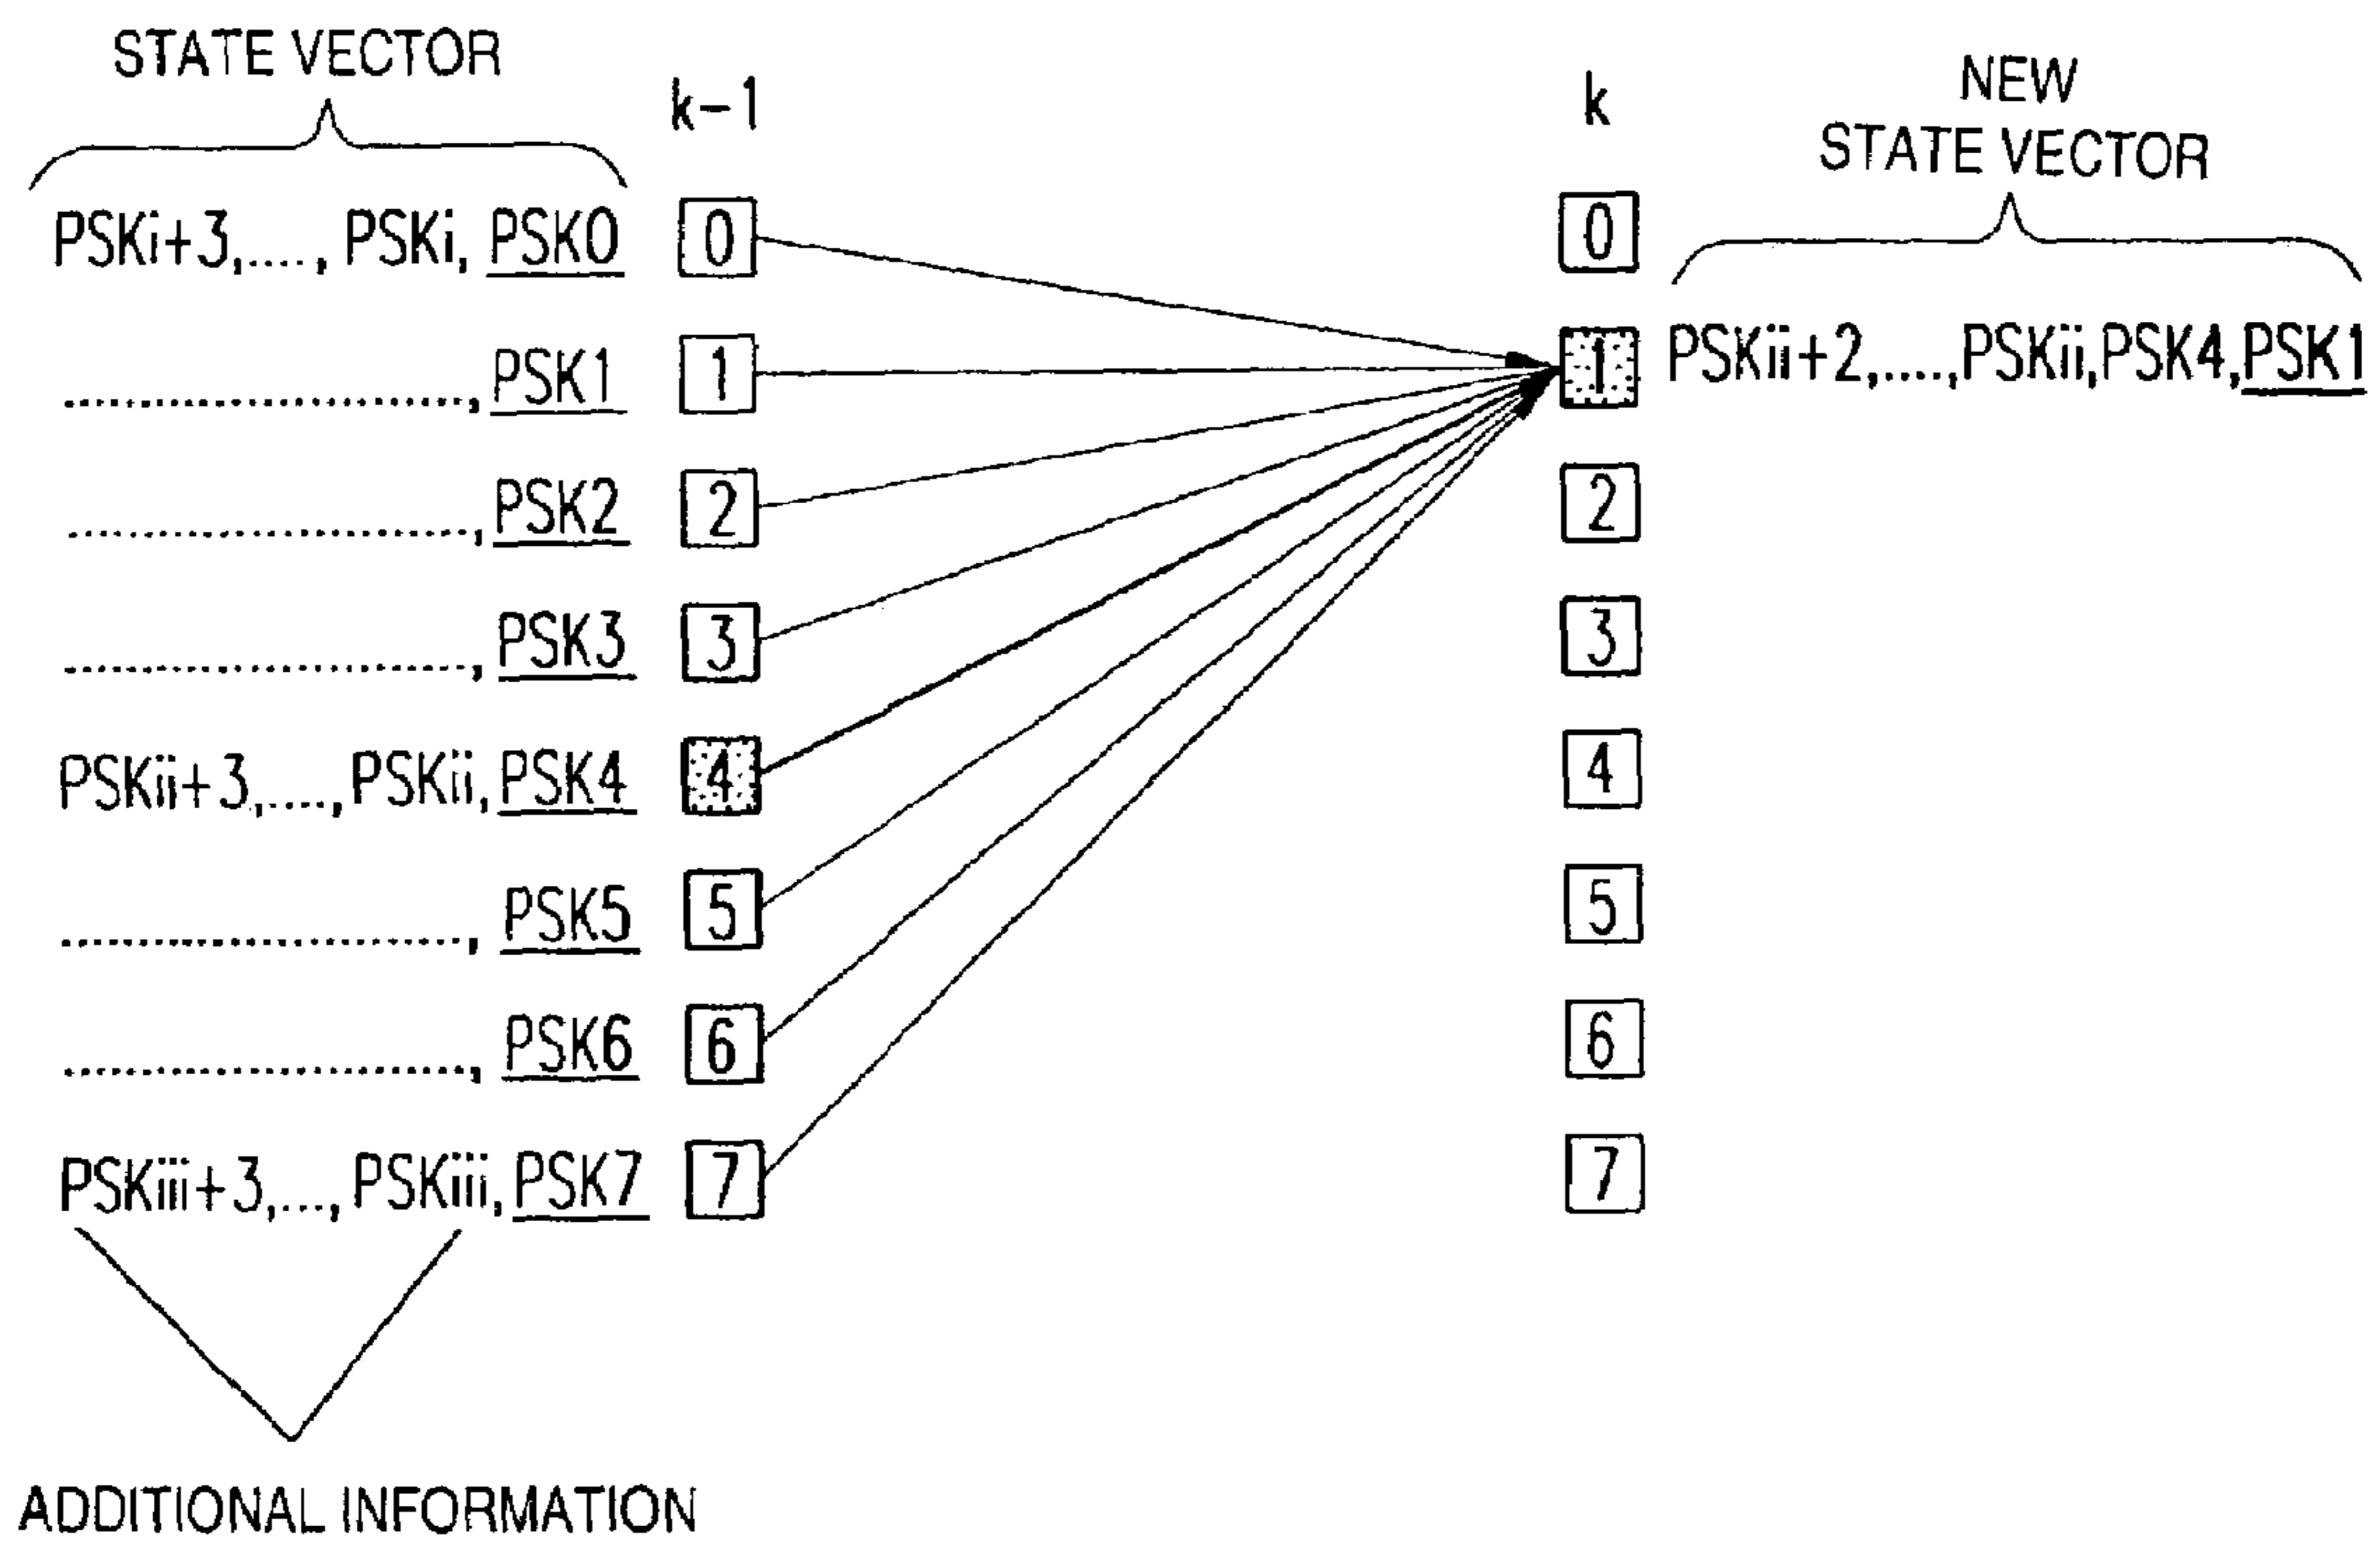 STATE VECTOR
k-1
k
NEW
STATE VECTOR
PSKi+3,...., PSKi, PSK0
0
0
PSK1
1
1
PSKii+2,....,PSKii,PSK4,PSK1
PSK2
2
2
PSK3
3
3
PSKii+3,....,PSKii,PSK4
4
4
PSK5
5
5
PSK6
6
6
PSKiii+3,...,PSKiii,PSK7
7
7
ADDITIONAL INFORMATION